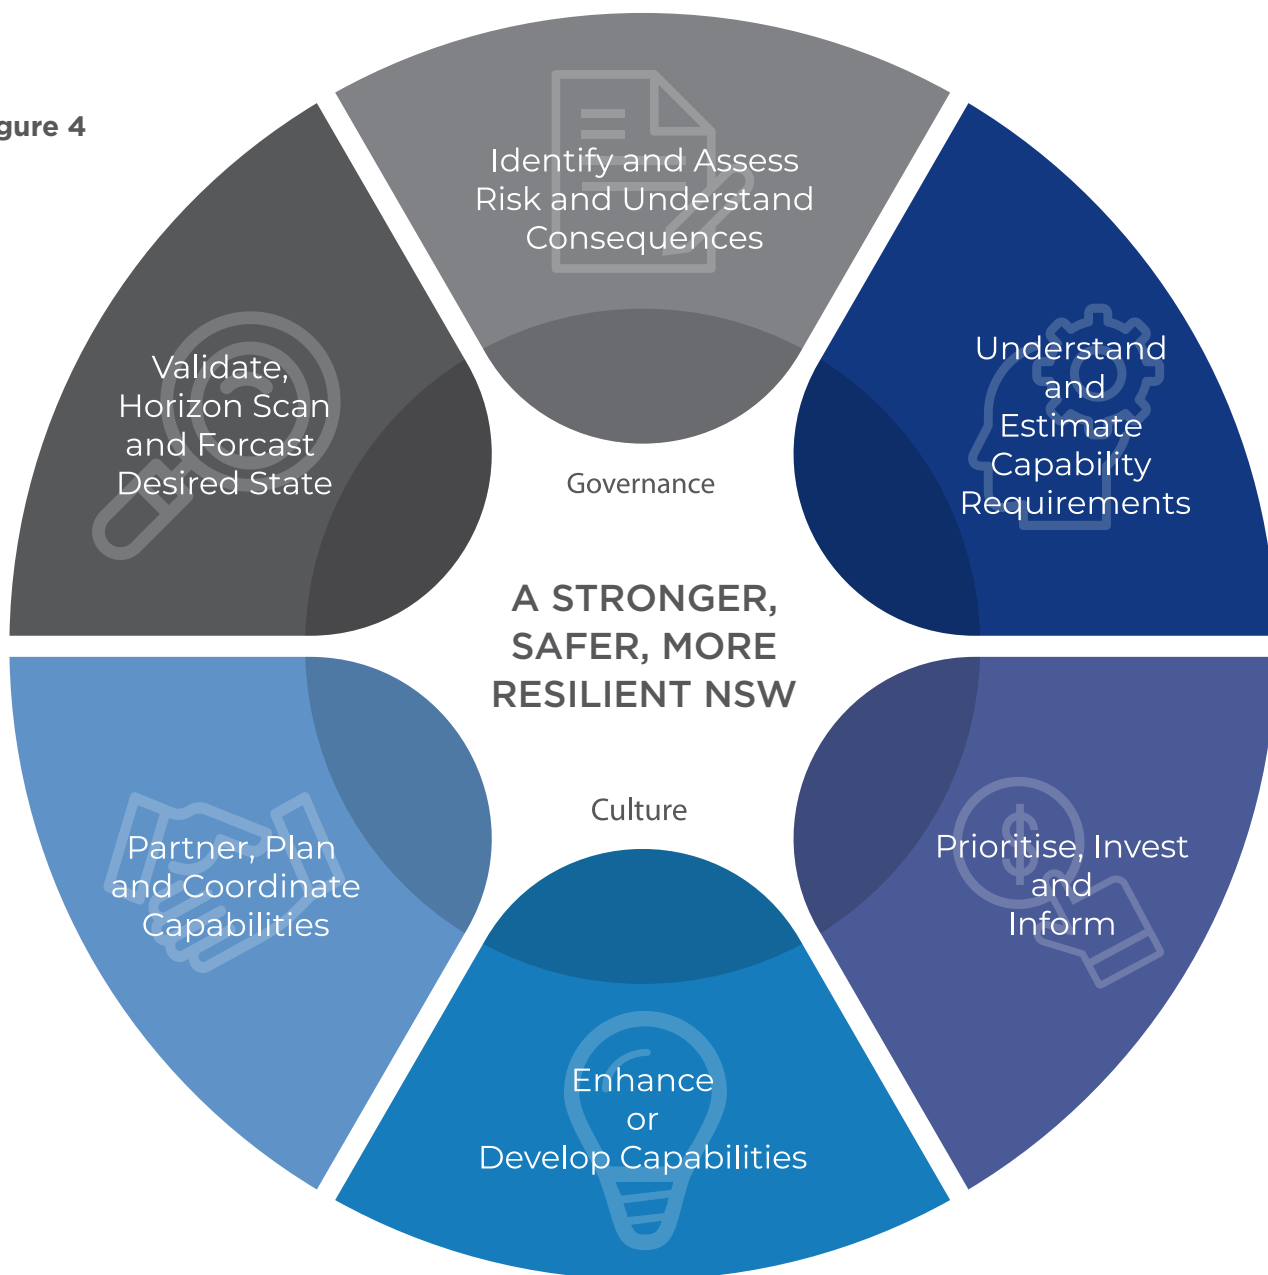 gure 4
Identify and Assess
Risk and Understand
Consequences
Understand
and
Estimate
Capability
Requirements
Validate,
Horizon Scan
and Forcast
Desired State
Governance
A STRONGER,
SAFER, MORE
RESILIENT NSW
Culture
Partner, Plan
and Coordinate
Capabilities
Prioritise, Invest
and
Inform
Enhance
or
Develop Capabilities
$